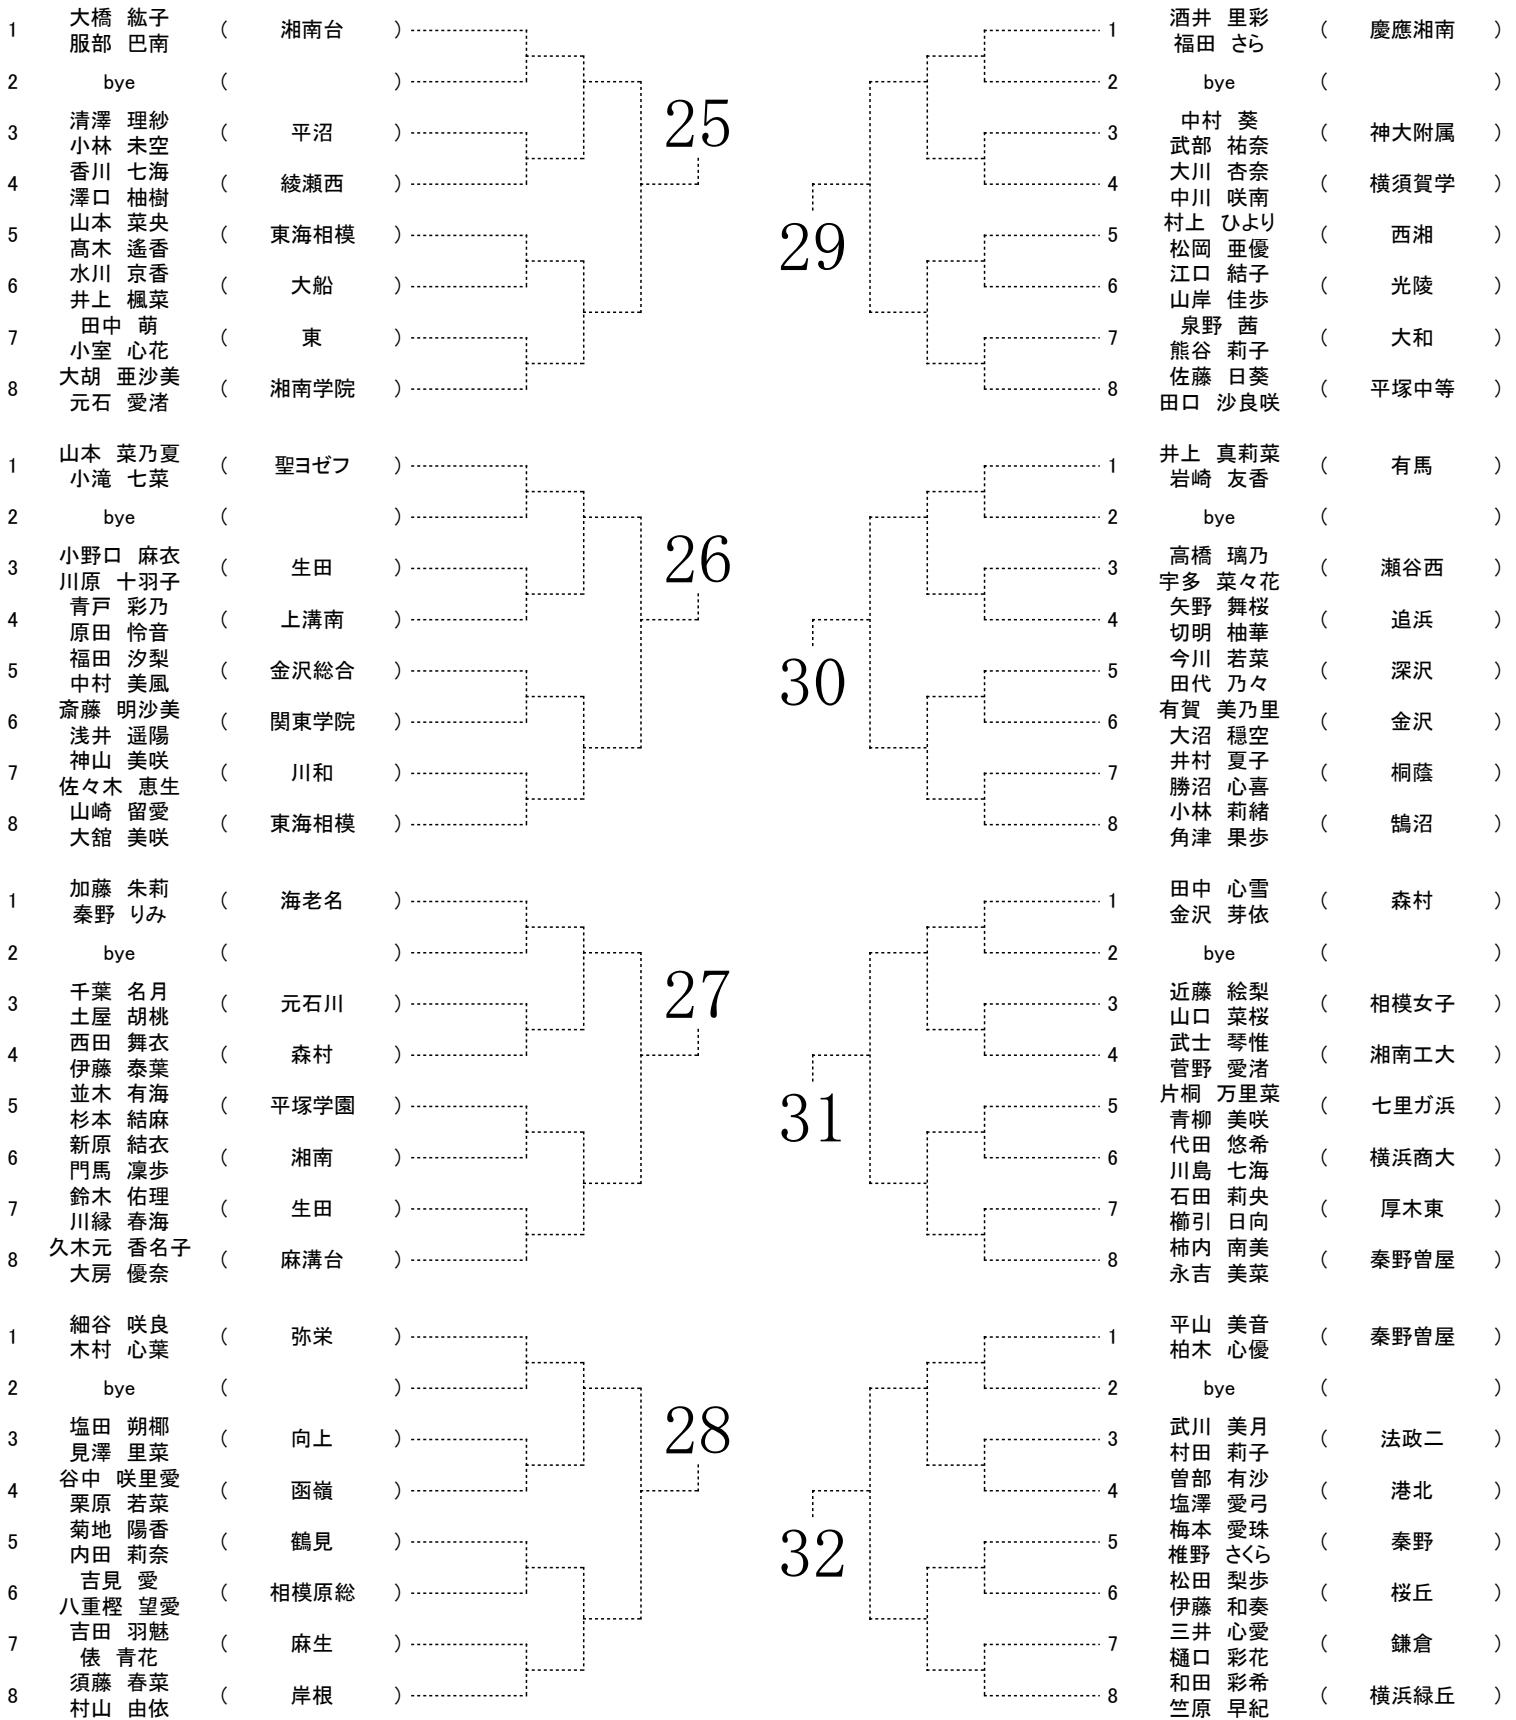 1 大橋 紘子 服部 巴南 ( 湘南台 )
2 bye ( )
3 清澤 理紗 小林 未空 ( 平沼 )
4 香川 七海 澤口 柚樹 ( 綾瀬西 )
5 山本 菜央 髙木 遙香 ( 東海相模 )
6 水川 京香 井上 楓菜 ( 大船 )
7 田中 萌 小室 心花 ( 東 )
8 大胡 亜沙美 元石 愛渚 ( 湘南学院 )
25
1 山本 菜乃夏 小滝 七菜 ( 聖ヨゼフ )
2 bye ( )
3 小野口 麻衣 川原 十羽子 ( 生田 )
4 青戸 彩乃 原田 怜音 ( 上溝南 )
5 福田 汐梨 中村 美風 ( 金沢総合 )
6 斎藤 明沙美 浅井 遥陽 ( 関東学院 )
7 神山 美咲 佐々木 恵生 ( 川和 )
8 山崎 留愛 大舘 美咲 ( 東海相模 )
26
1 加藤 朱莉 秦野 りみ ( 海老名 )
2 bye ( )
3 千葉 名月 土屋 胡桃 ( 元石川 )
4 西田 舞衣 伊藤 泰葉 ( 森村 )
5 並木 有海 杉本 結麻 ( 平塚学園 )
6 新原 結衣 門馬 凜歩 ( 湘南 )
7 鈴木 佑理 川縁 春海 ( 生田 )
8 久木元 香名子 大房 優奈 ( 麻溝台 )
27
1 細谷 咲良 木村 心葉 ( 弥栄 )
2 bye ( )
3 塩田 朔椰 見澤 里菜 ( 向上 )
4 谷中 咲里愛 栗原 若菜 ( 函嶺 )
5 菊地 陽香 内田 莉奈 ( 鶴見 )
6 吉見 愛 八重樫 望愛 ( 相模原総 )
7 吉田 羽魅 俵 青花 ( 麻生 )
8 須藤 春菜 村山 由依 ( 岸根 )
28
1 酒井 里彩 福田 さら ( 慶應湘南 )
2 bye ( )
3 中村 葵 武部 祐奈 ( 神大附属 )
4 大川 杏奈 中川 咲南 ( 横須賀学 )
5 村上 ひより 松岡 亜優 ( 西湘 )
6 江口 結子 山岸 佳歩 ( 光陵 )
7 泉野 茜 熊谷 莉子 ( 大和 )
8 佐藤 日葵 田口 沙良咲 ( 平塚中等 )
29
1 井上 真莉菜 岩崎 友香 ( 有馬 )
2 bye ( )
3 高橋 璃乃 宇多 菜々花 ( 瀬谷西 )
4 矢野 舞桜 切明 柚華 ( 追浜 )
5 今川 若菜 田代 乃々 ( 深沢 )
6 有賀 美乃里 大沼 穏空 ( 金沢 )
7 井村 夏子 勝沼 心喜 ( 桐蔭 )
8 小林 莉緒 角津 果歩 ( 鵠沼 )
30
1 田中 心雪 金沢 芽依 ( 森村 )
2 bye ( )
3 近藤 絵梨 山口 菜桜 ( 相模女子 )
4 武士 琴惟 菅野 愛渚 ( 湘南工大 )
5 片桐 万里菜 青柳 美咲 ( 七里ガ浜 )
6 代田 悠希 川島 七海 ( 横浜商大 )
7 石田 莉央 櫛引 日向 ( 厚木東 )
8 柿内 南美 永吉 美菜 ( 秦野曽屋 )
31
1 平山 美音 柏木 心優 ( 秦野曽屋 )
2 bye ( )
3 武川 美月 村田 莉子 ( 法政二 )
4 曽部 有沙 塩澤 愛弓 ( 港北 )
5 梅本 愛珠 椎野 さくら ( 秦野 )
6 松田 梨歩 伊藤 和奏 ( 桜丘 )
7 三井 心愛 樋口 彩花 ( 鎌倉 )
8 和田 彩希 竺原 早紀 ( 横浜緑丘 )
32